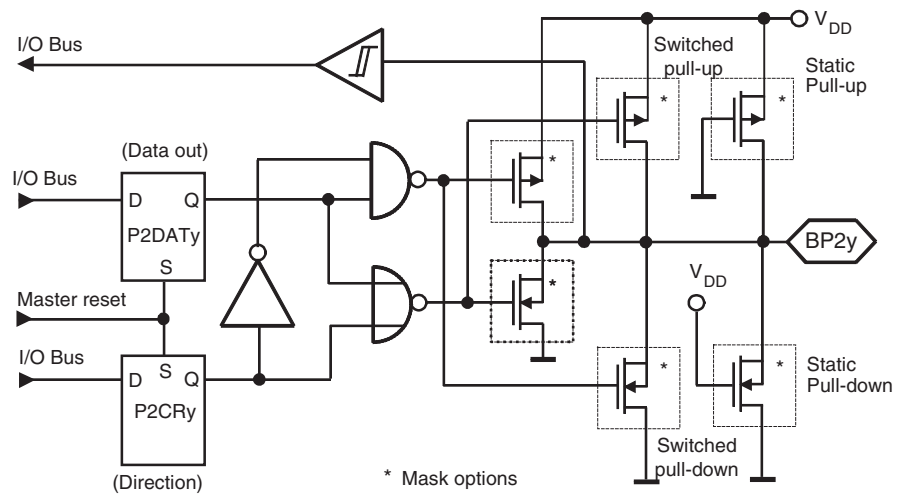 I/O Bus
V
DD
Switched
pull-up
Static
Pull-up
*
*
(Data out)
*
I/O Bus
D
Q
P2DATy
S
BP2y
V
DD
Master reset
*
I/O Bus
S
D
Q
P2CRy
*
*
Static
Pull-down
(Direction)
* Mask options
Switched
pull-down